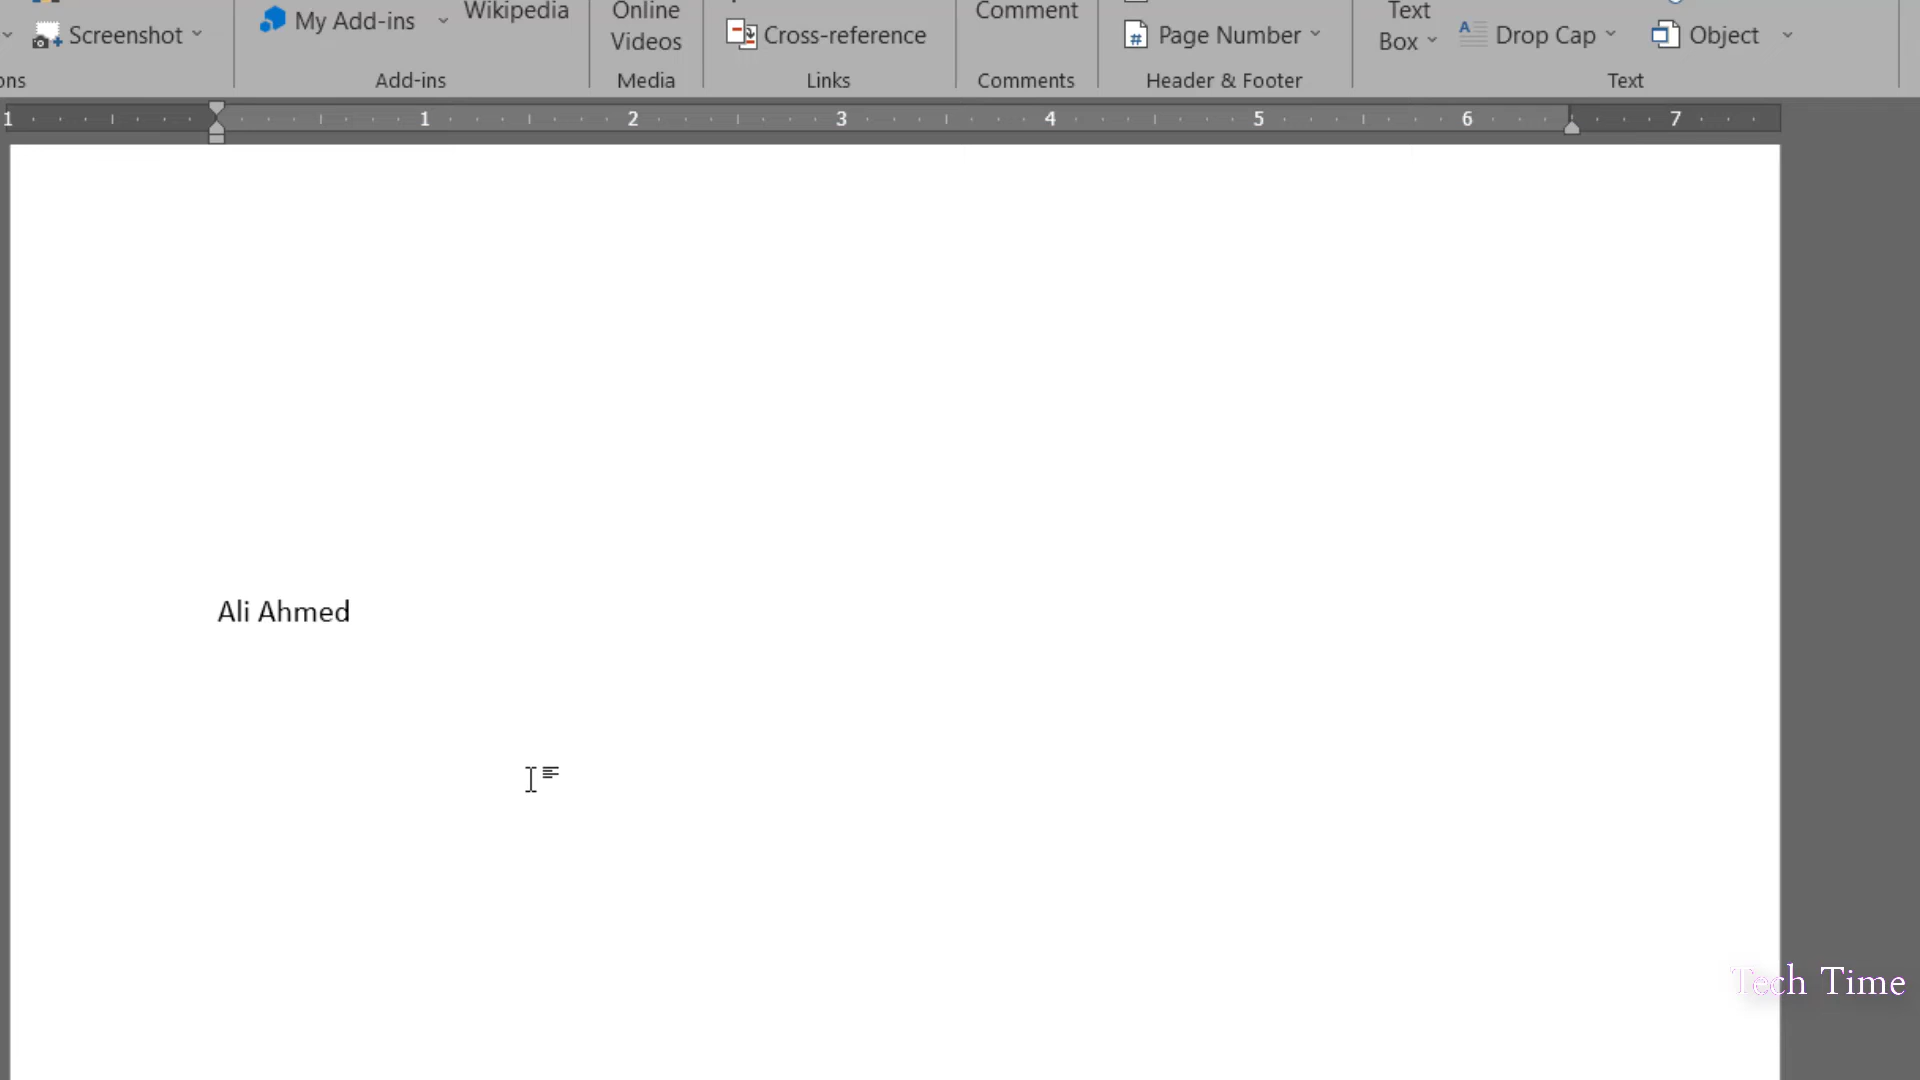 Wikipedia Online Comment Text
Screenshot My Add-ins Videos Cross-reference Page Number Box Drop Cap Object
ons Add-ins Media Links Comments Header & Footer Text
1 1 2 3 4 5 6 7
Ali Ahmed
Tech Time